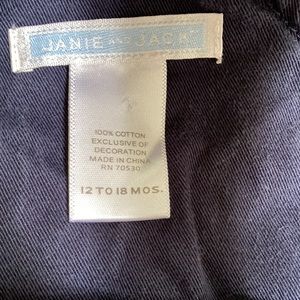 JANIE AND JACK
100% COTTON
EXCLUSIVE OF
DECORATION
MADE IN CHINA
RN 70530
12 TO 18 MOS.